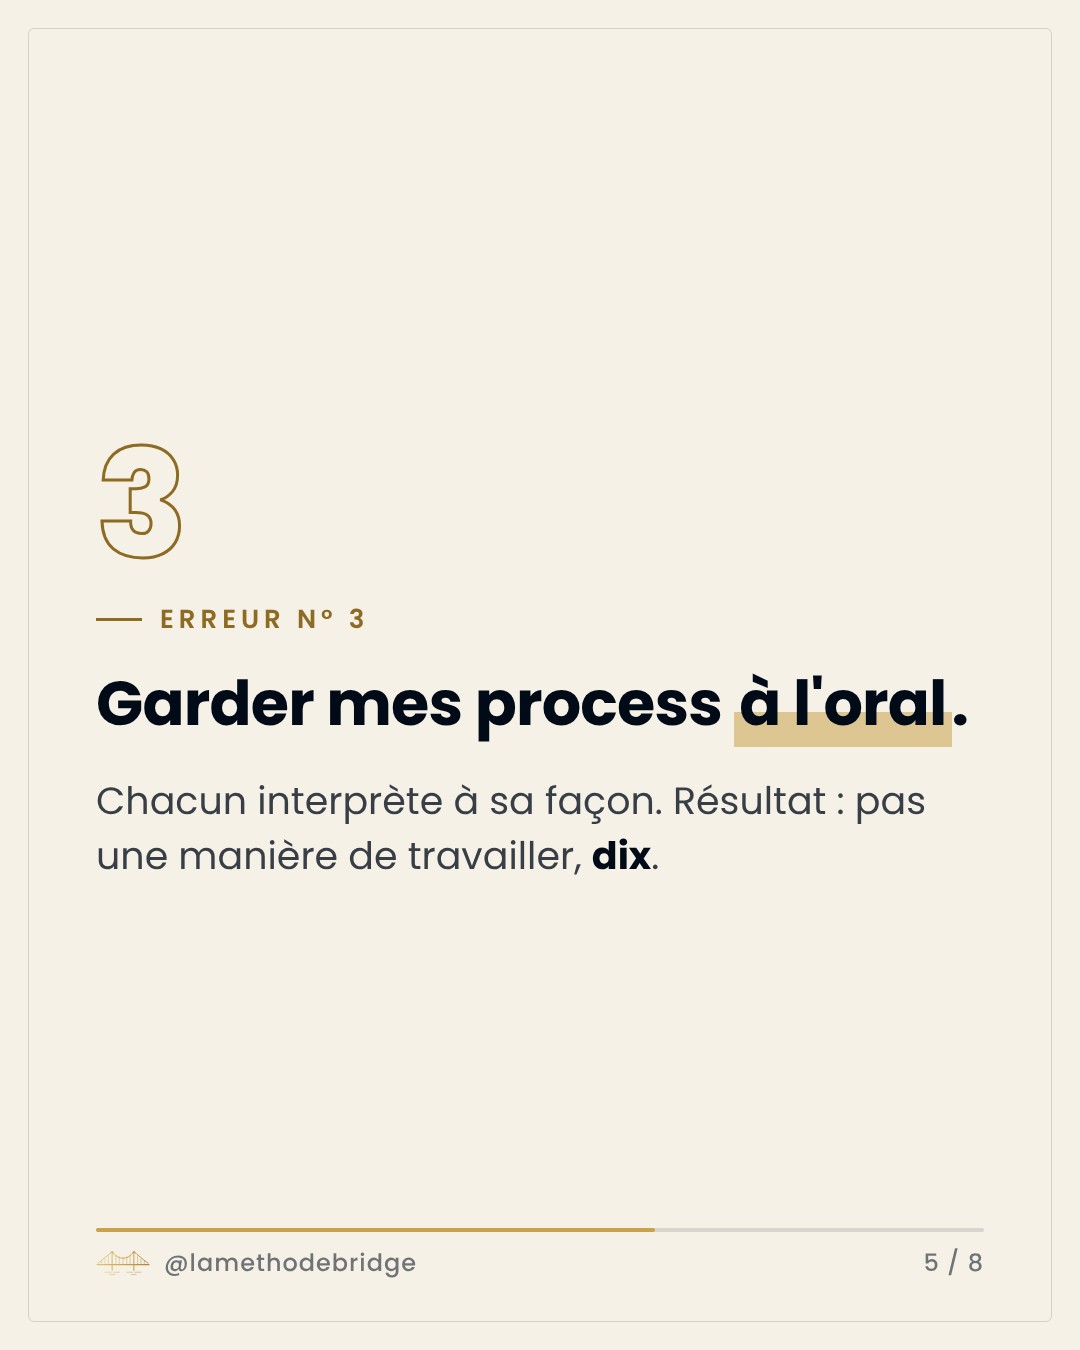 3
ERREUR Nº 3
Garder mes process à l'oral.
Chacun interprète à sa façon. Résultat : pas
une manière de travailler, dix.
@lamethodebridge
5 / 8